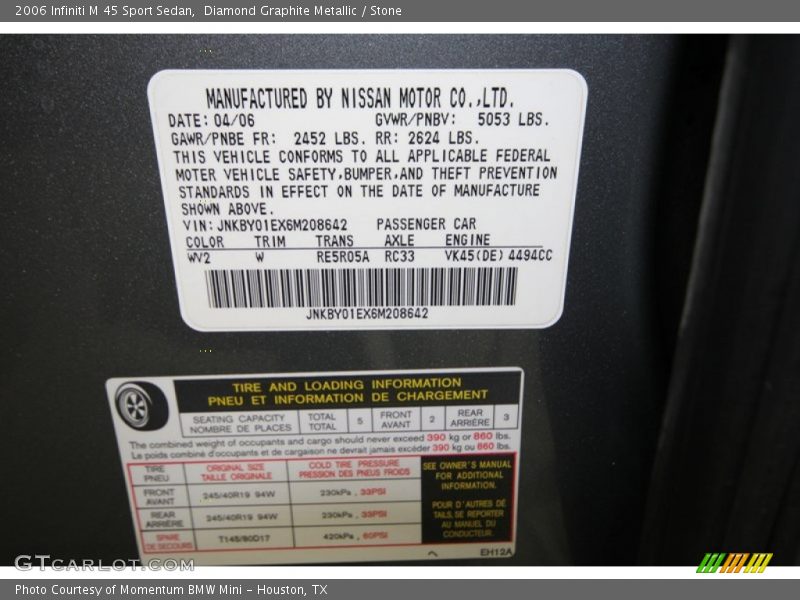 2006 Infiniti M 45 Sport Sedan, Diamond Graphite Metallic / Stone
MANUFACTURED BY NISSAN MOTOR CO.,LTD.
DATE: 04/06 GVWR/PNBV: 5053 LBS.
GAWR/PNBE FR: 2452 LBS. RR: 2624 LBS.
THIS VEHICLE CONFORMS TO ALL APPLICABLE FEDERAL
MOTER VEHICLE SAFETY,BUMPER,AND THEFT PREVENTION
STANDARDS IN EFFECT ON THE DATE OF MANUFACTURE
SHOWN ABOVE.
VIN: JNKBY01EX6M208642 PASSENGER CAR
COLOR TRIM TRANS AXLE ENGINE
WV2 W RE5R05A RC33 VK45(DE) 4494CC
JNKBY01EX6M208642
TIRE AND LOADING INFORMATION
PNEU ET INFORMATION DE CHARGEMENT
SEATING CAPACITY TOTAL 5 FRONT 2 REAR 3
NOMBRE DE PLACES TOTAL AVANT ARRIÈRE
The combined weight of occupants and cargo should never exceed 390 kg or 860 lbs.
Le poids combiné d'occupants et de cargaison ne devrait jamais excéder 390 kg ou 860 lbs.
TIRE ORIGINAL SIZE COLD TIRE PRESSURE
PNEU TAILLE ORIGINALE PRESSION DES PNEUS FROIDS
FRONT AVANT 245/40R19 94W 230kPa , 33PSI
REAR ARRIÈRE 245/40R19 94W 230kPa , 33PSI
SPARE DE SECOURS T145/80D17 420kPa , 60PSI
SEE OWNER'S MANUAL
FOR ADDITIONAL
INFORMATION.
POUR D'AUTRES DE
TAILS, SE REPORTER
AU MANUEL DU
CONDUCTEUR.
EH12A
GTcarlot.com
Photo Courtesy of Momentum BMW Mini - Houston, TX